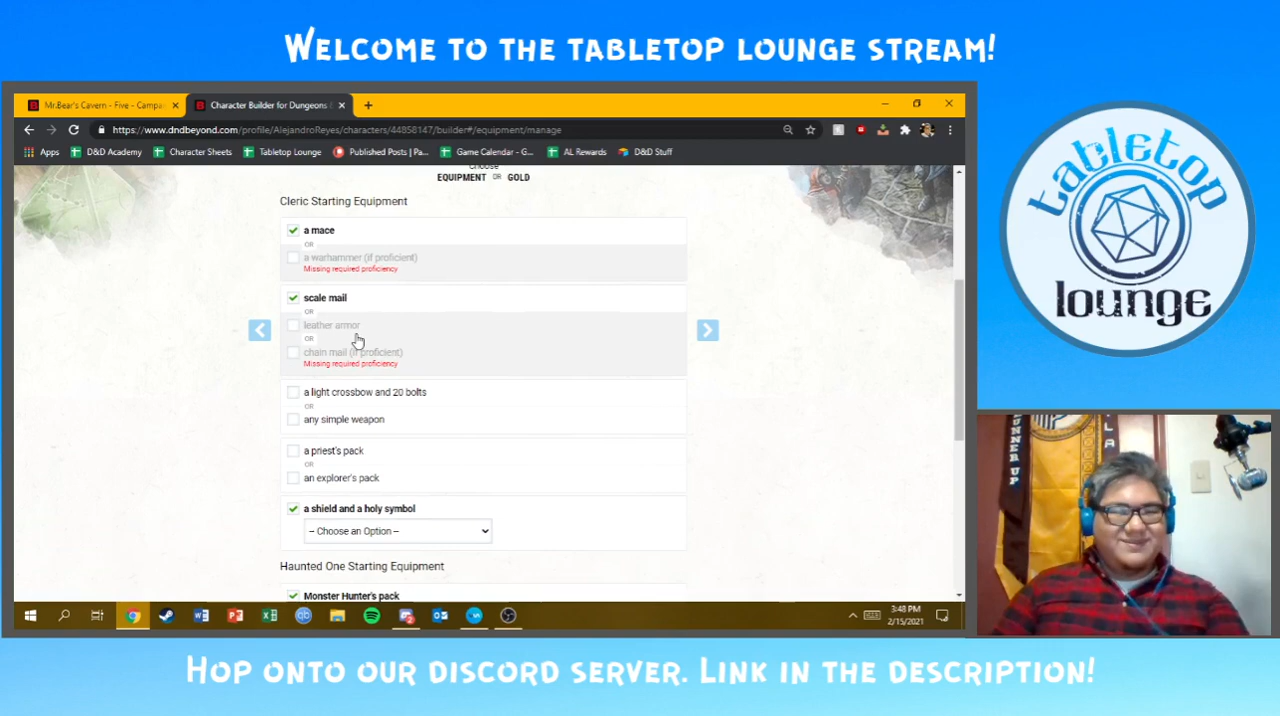 Welcome to the tabletop lounge stream!
Mr.Bear's Cavern - Five - Campa
Character Builder for Dungeons
https://www.dndbeyond.com/profile/AlejandroReyes/characters/44858147/builder#/equipment/manage
Apps D&D Academy Character Sheets Tabletop Lounge Published Posts | Pa... Game Calendar - G... AL Rewards D&D Stuff
Choose
EQUIPMENT OR GOLD
Cleric Starting Equipment
a mace
OR
a warhammer (if proficient)
Missing required proficiency
scale mail
OR
leather armor
OR
chain mail (if proficient)
Missing required proficiency
a light crossbow and 20 bolts
OR
any simple weapon
a priest's pack
OR
an explorer's pack
a shield and a holy symbol
-- Choose an Option --
Haunted One Starting Equipment
Monster Hunter's pack
3:48 PM
2/15/2021
tabletop
lounge
RUNNER UP
Hop onto our discord server. Link in the description!